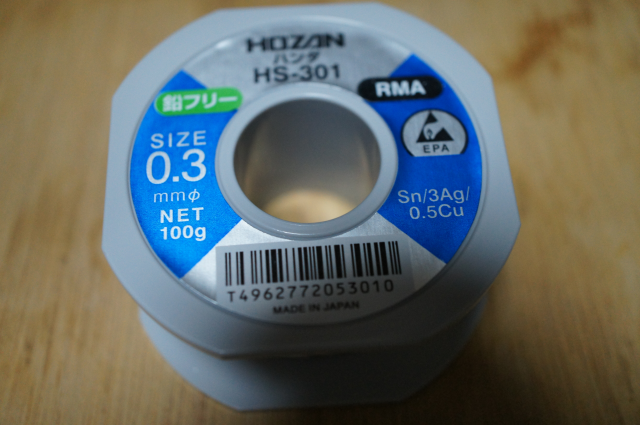 HOZAN
ハンダ
HS-301
鉛フリー
RMA
SIZE
0.3
mmφ
NET
100g
EPA
Sn/3Ag/
0.5Cu
T4962772053010
MADE IN JAPAN